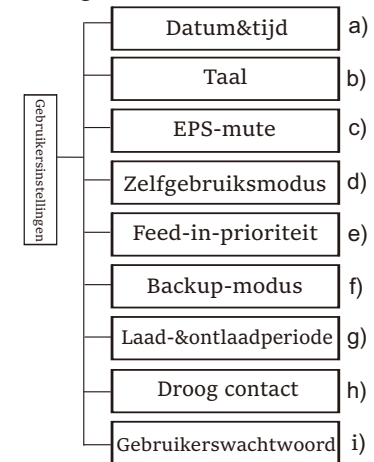 Gebruikersinstellingen
Datum&tijd a)
Taal b)
EPS-mute c)
Zelfgebruiksmodus d)
Feed-in-prioriteit e)
Backup-modus f)
Laad-&ontlaadperiode g)
Droog contact h)
Gebruikerswachtwoord i)